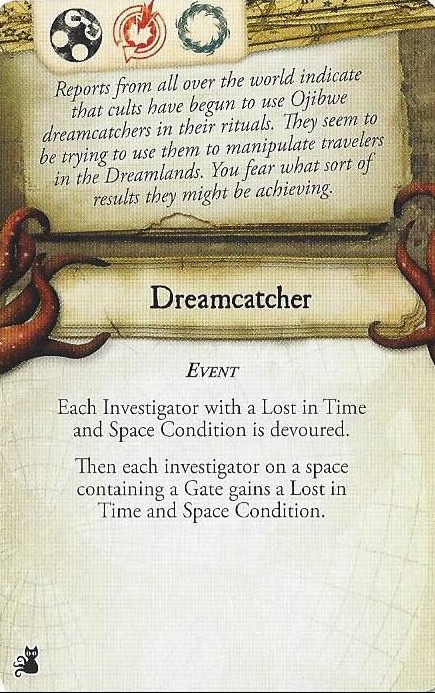 Reports from all over the world indicate
that cults have begun to use Ojibwe
dreamcatchers in their rituals. They seem to
be trying to use them to manipulate travelers
in the Dreamlands. You fear what sort of
results they might be achieving.
Dreamcatcher
Event
Each Investigator with a Lost in Time
and Space Condition is devoured.
Then each investigator on a space
containing a Gate gains a Lost in
Time and Space Condition.